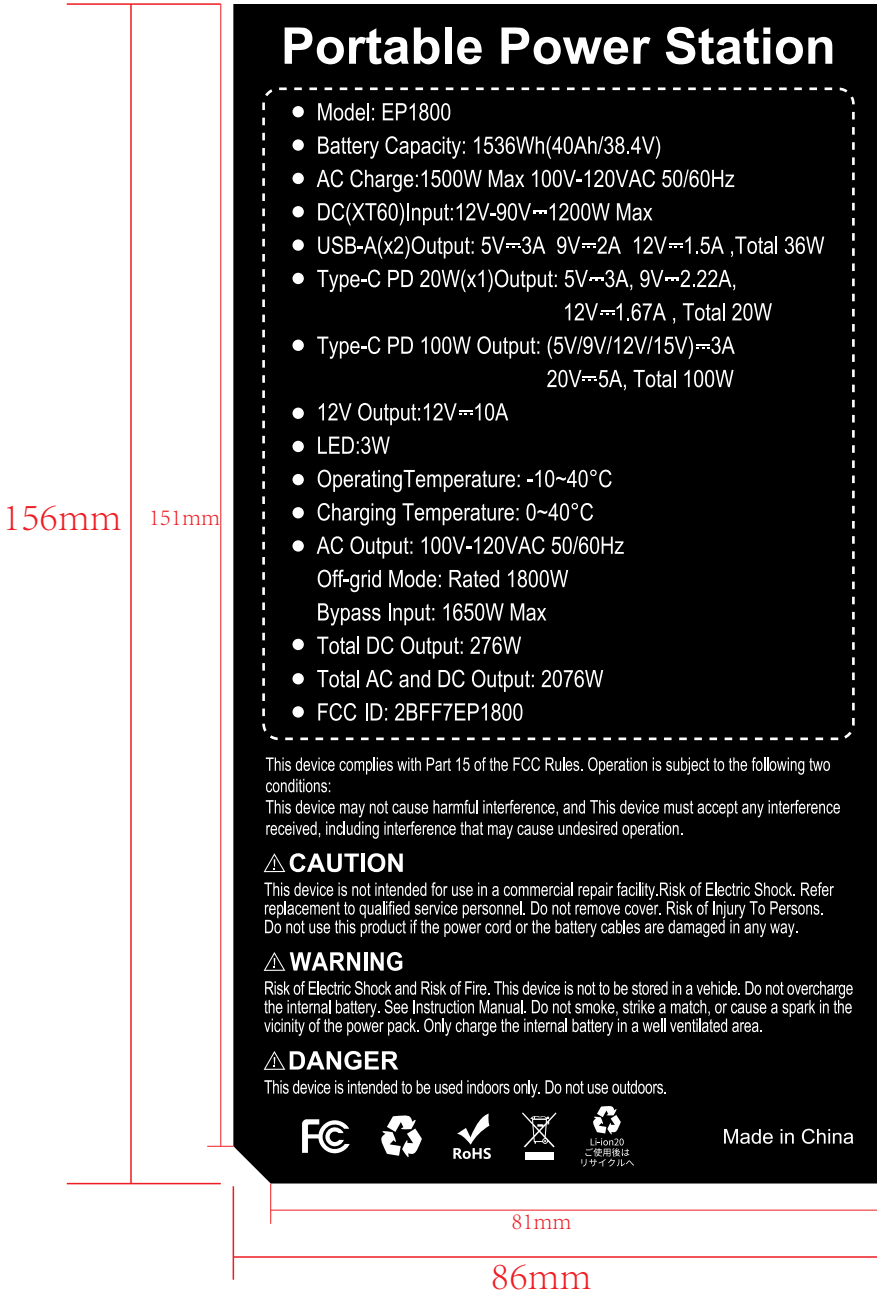 Portable Power Station
● Model: EP1800
● Battery Capacity: 1536Wh(40Ah/38.4V)
● AC Charge:1500W Max 100V-120VAC 50/60Hz
● DC(XT60)Input:12V-90V⎓1200W Max
● USB-A(x2)Output: 5V⎓3A 9V⎓2A 12V⎓1.5A ,Total 36W
● Type-C PD 20W(x1)Output: 5V⎓3A, 9V⎓2.22A,
12V⎓1.67A , Total 20W
● Type-C PD 100W Output: (5V/9V/12V/15V)⎓3A
20V⎓5A, Total 100W
● 12V Output:12V⎓10A
● LED:3W
● OperatingTemperature: -10~40°C
● Charging Temperature: 0~40°C
● AC Output: 100V-120VAC 50/60Hz
Off-grid Mode: Rated 1800W
Bypass Input: 1650W Max
● Total DC Output: 276W
● Total AC and DC Output: 2076W
● FCC ID: 2BFF7EP1800
This device complies with Part 15 of the FCC Rules. Operation is subject to the following two
conditions:
This device may not cause harmful interference, and This device must accept any interference
received, including interference that may cause undesired operation.
⚠CAUTION
This device is not intended for use in a commercial repair facility.Risk of Electric Shock. Refer
replacement to qualified service personnel. Do not remove cover. Risk of Injury To Persons.
Do not use this product if the power cord or the battery cables are damaged in any way.
⚠WARNING
Risk of Electric Shock and Risk of Fire. This device is not to be stored in a vehicle. Do not overcharge
the internal battery. See Instruction Manual. Do not smoke, strike a match, or cause a spark in the
vicinity of the power pack. Only charge the internal battery in a well ventilated area.
⚠DANGER
This device is intended to be used indoors only. Do not use outdoors.
FC
RoHS
Li-ion20
ご使用後は
リサイクルへ
Made in China
156mm
151mm
81mm
86mm